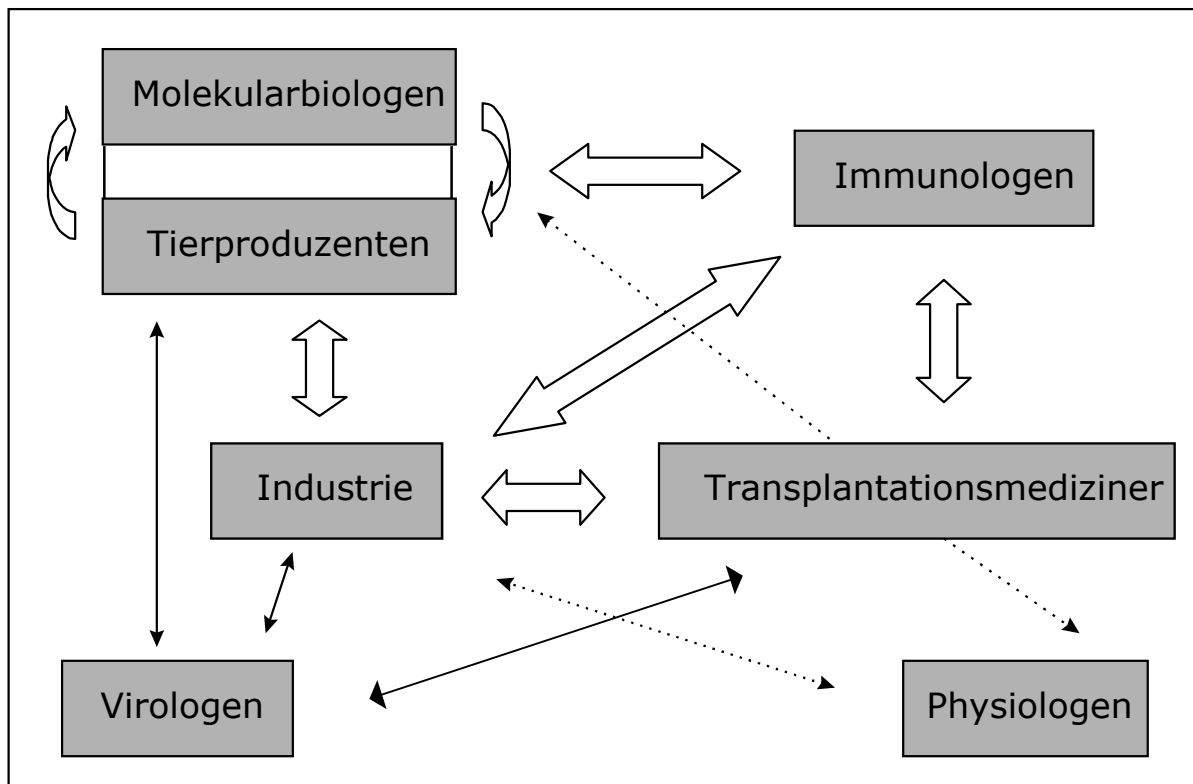 Molekularbiologen
Immunologen
Tierproduzenten
Industrie
Transplantationsmediziner
Virologen
Physiologen